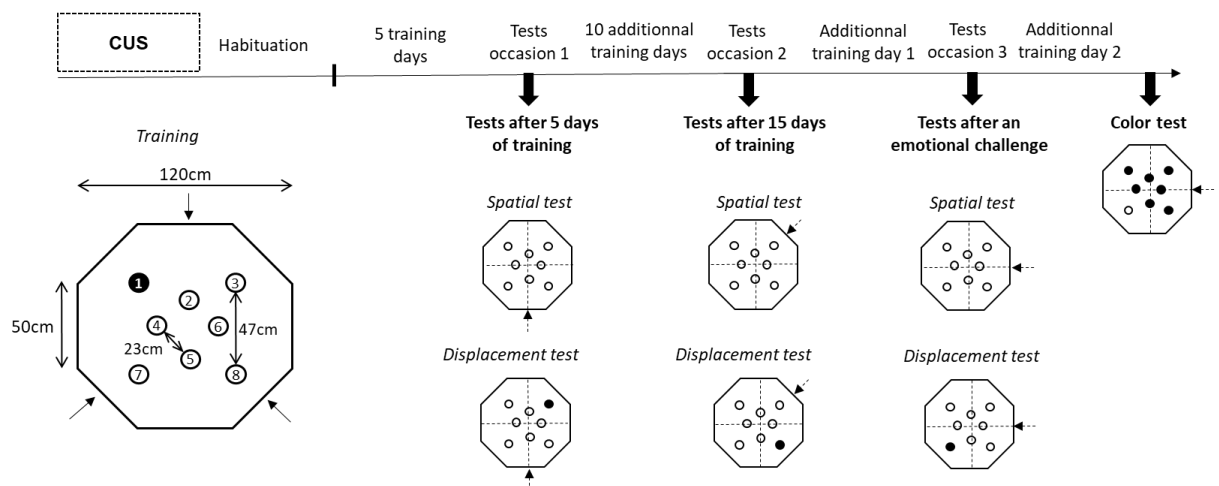 CUS
Habituation
5 training
days
Tests
occasion 1
10 additionnal
training days
Tests
occasion 2
Additionnal
training day 1
Tests
occasion 3
Additionnal
training day 2
Training
120cm
50cm
1
2
3
4
5
6
7
8
23cm
47cm
Tests after 5 days
of training
Tests after 15 days
of training
Tests after an
emotional challenge
Color test
Spatial test
Spatial test
Spatial test
Displacement test
Displacement test
Displacement test